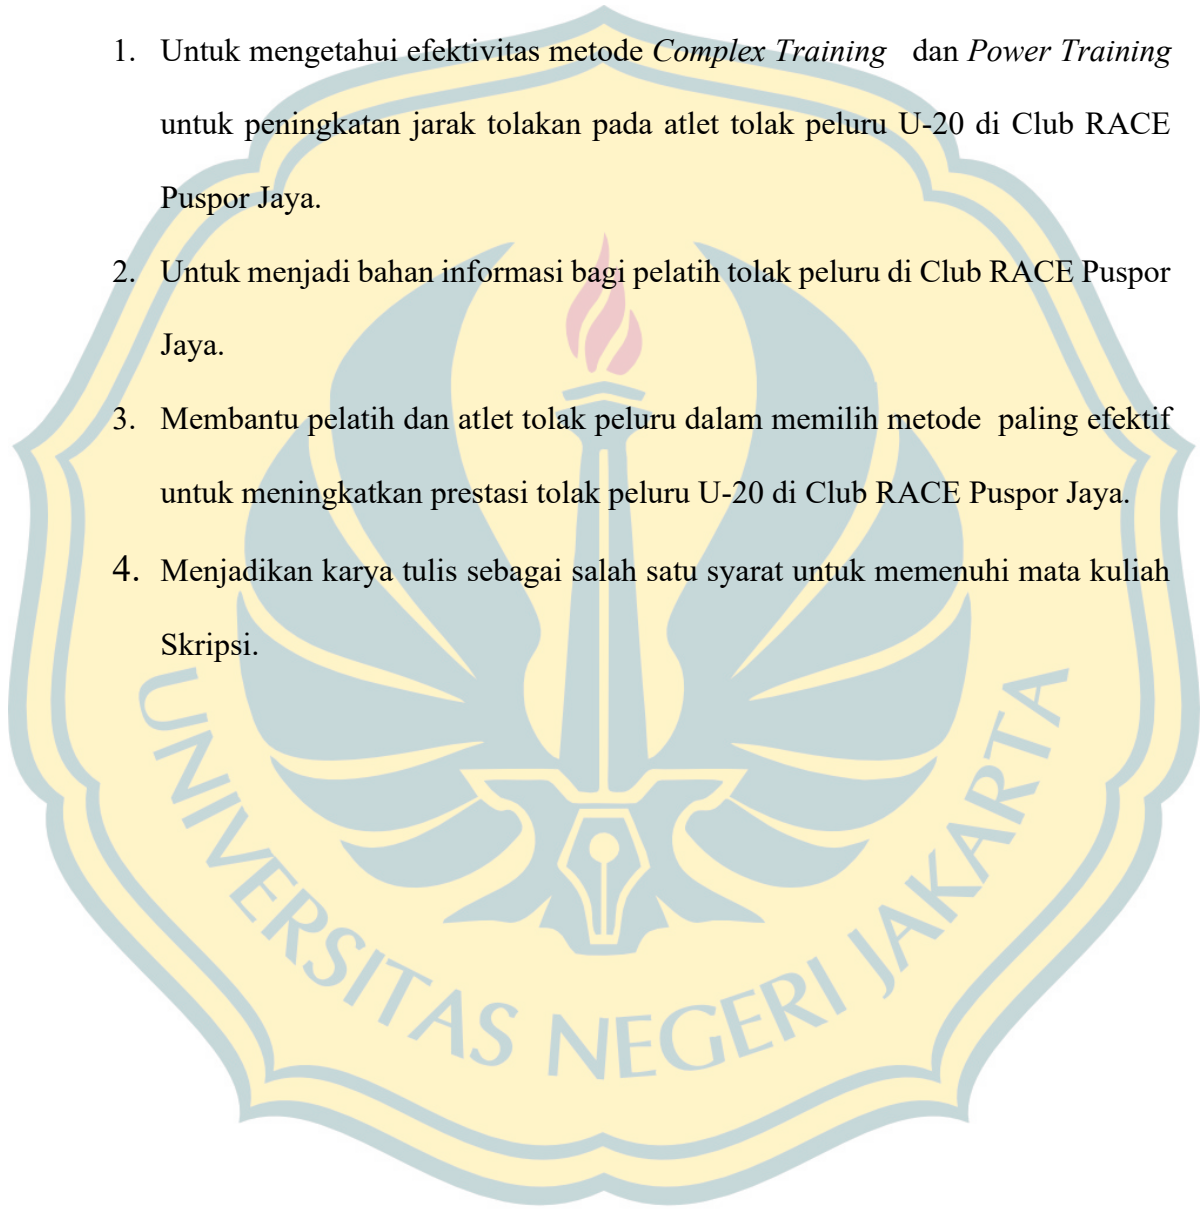 1. Untuk mengetahui efektivitas metode Complex Training dan Power Training
untuk peningkatan jarak tolakan pada atlet tolak peluru U-20 di Club RACE
Puspor Jaya.
2. Untuk menjadi bahan informasi bagi pelatih tolak peluru di Club RACE Puspor
Jaya.
3. Membantu pelatih dan atlet tolak peluru dalam memilih metode paling efektif
untuk meningkatkan prestasi tolak peluru U-20 di Club RACE Puspor Jaya.
4. Menjadikan karya tulis sebagai salah satu syarat untuk memenuhi mata kuliah
Skripsi.
UNIVERSITAS NEGERI JAKARTA